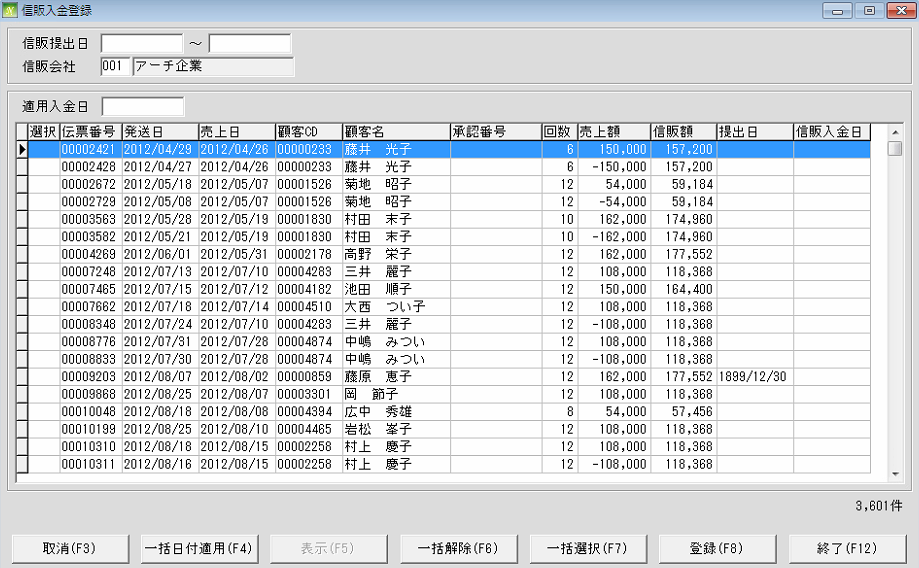 信販入金登録
信販提出日 ～
信販会社 001 アーチ企業
適用入金日
選択 伝票番号 発送日 売上日 顧客CD 顧客名 承認番号 回数 売上額 信販額 提出日 信販入金日
00002421 2012/04/29 2012/04/26 00000233 藤井 光子 6 150,000 157,200
00002428 2012/04/27 2012/04/26 00000233 藤井 光子 6 -150,000 157,200
00002672 2012/05/18 2012/05/07 00001526 菊地 昭子 12 54,000 59,184
00002729 2012/05/08 2012/05/07 00001526 菊地 昭子 12 -54,000 59,184
00003563 2012/05/28 2012/05/19 00001830 村田 末子 10 162,000 174,960
00003582 2012/05/21 2012/05/19 00001830 村田 末子 10 -162,000 174,960
00004269 2012/06/01 2012/05/31 00002178 高野 栄子 12 162,000 177,552
00007248 2012/07/13 2012/07/10 00004283 三井 麗子 12 108,000 118,368
00007465 2012/07/15 2012/07/12 00004182 池田 順子 12 150,000 164,400
00007662 2012/07/18 2012/07/14 00004510 大西 つい子 12 108,000 118,368
00008348 2012/07/24 2012/07/10 00004283 三井 麗子 12 -108,000 118,368
00008776 2012/07/31 2012/07/28 00004874 中嶋 みつい 12 108,000 118,368
00008833 2012/07/30 2012/07/28 00004874 中嶋 みつい 12 -108,000 118,368
00009203 2012/08/07 2012/08/02 00000859 藤原 恵子 12 162,000 177,552 1899/12/30
00009868 2012/08/25 2012/08/07 00003301 岡 節子 12 108,000 118,368
00010048 2012/08/18 2012/08/08 00004394 広中 秀雄 8 54,000 57,456
00010199 2012/08/25 2012/08/10 00004465 岩松 峯子 12 108,000 118,368
00010310 2012/08/18 2012/08/15 00002258 村上 慶子 12 108,000 118,368
00010311 2012/08/16 2012/08/15 00002258 村上 慶子 12 -108,000 118,368
3,601件
取消(F3) 一括日付適用(F4) 表示(F5) 一括解除(F6) 一括選択(F7) 登録(F8) 終了(F12)